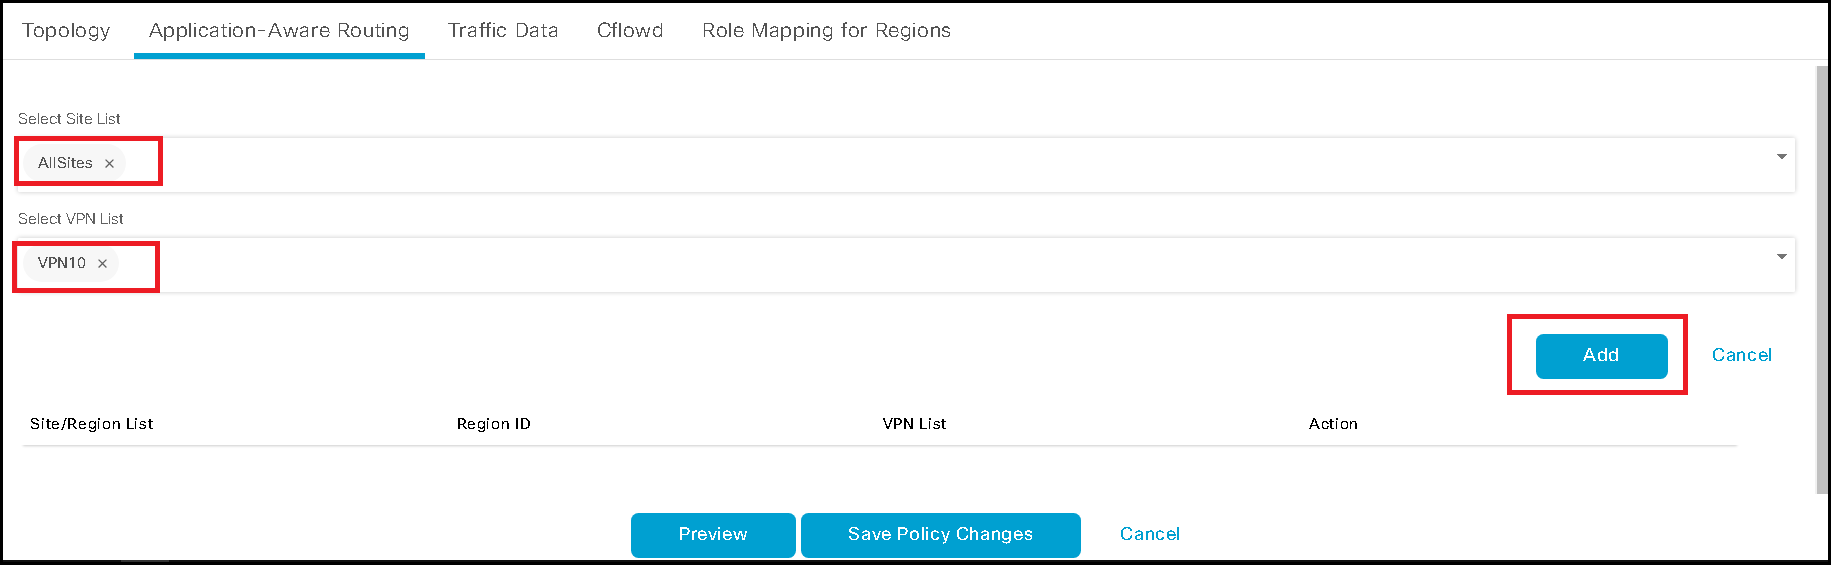 Topology Application-Aware Routing Traffic Data Cflowd Role Mapping for Regions
Select Site List
AllSites ×
Select VPN List
VPN10 ×
Add Cancel
Site/Region List Region ID VPN List Action
Preview Save Policy Changes Cancel